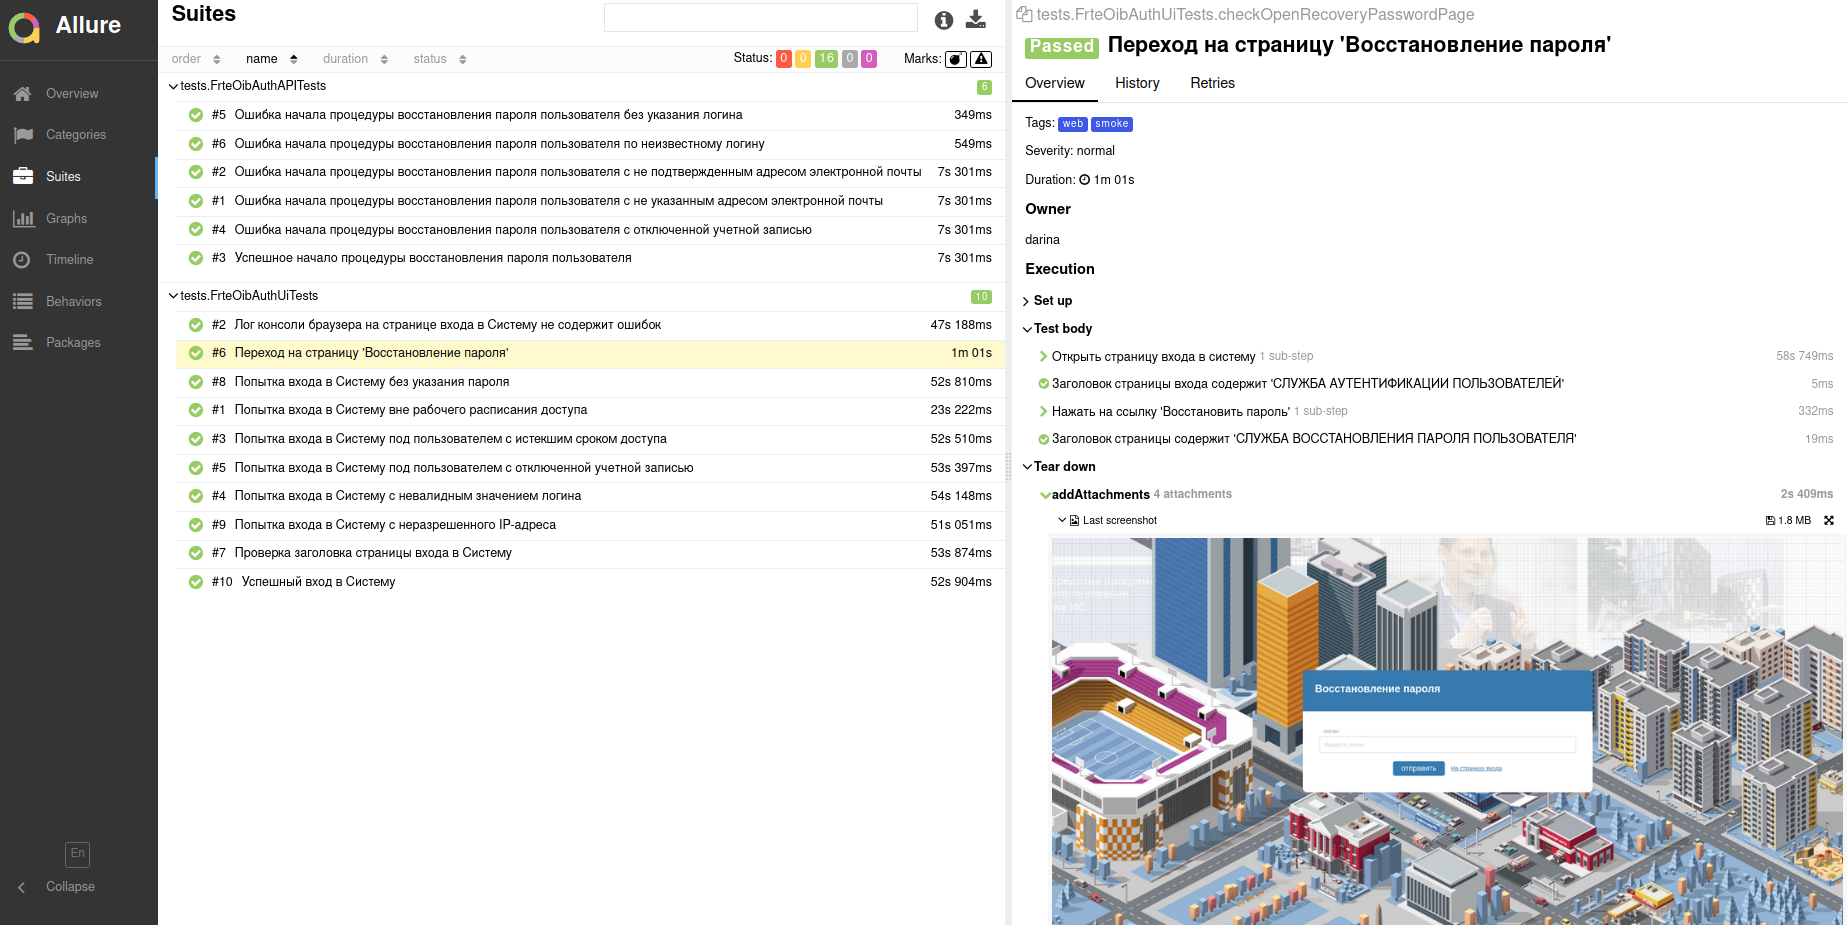 Allure
Overview
Categories
Suites
Graphs
Timeline
Behaviors
Packages
En
Collapse
Suites
order name duration status Status: 0 0 16 0 0 Marks:
tests.FrteOibAuthAPITests 6
#5 Ошибка начала процедуры восстановления пароля пользователя без указания логина 349ms
#6 Ошибка начала процедуры восстановления пароля пользователя по неизвестному логину 549ms
#2 Ошибка начала процедуры восстановления пароля пользователя с не подтвержденным адресом электронной почты 7s 301ms
#1 Ошибка начала процедуры восстановления пароля пользователя с не указанным адресом электронной почты 7s 301ms
#4 Ошибка начала процедуры восстановления пароля пользователя с отключенной учетной записью 7s 301ms
#3 Успешное начало процедуры восстановления пароля пользователя 7s 301ms
tests.FrteOibAuthUiTests 10
#2 Лог консоли браузера на странице входа в Систему не содержит ошибок 47s 188ms
#6 Переход на страницу 'Восстановление пароля' 1m 01s
#8 Попытка входа в Систему без указания пароля 52s 810ms
#1 Попытка входа в Систему вне рабочего расписания доступа 23s 222ms
#3 Попытка входа в Систему под пользователем с истекшим сроком доступа 52s 510ms
#5 Попытка входа в Систему под пользователем с отключенной учетной записью 53s 397ms
#4 Попытка входа в Систему с невалидным значением логина 54s 148ms
#9 Попытка входа в Систему с неразрешенного IP-адреса 51s 051ms
#7 Проверка заголовка страницы входа в Систему 53s 874ms
#10 Успешный вход в Систему 52s 904ms
tests.FrteOibAuthUiTests.checkOpenRecoveryPasswordPage
Passed Переход на страницу 'Восстановление пароля'
Overview History Retries
Tags: web smoke
Severity: normal
Duration: 1m 01s
Owner
darina
Execution
Set up
Test body
Открыть страницу входа в систему 1 sub-step 58s 749ms
Заголовок страницы входа содержит 'СЛУЖБА АУТЕНТИФИКАЦИИ ПОЛЬЗОВАТЕЛЕЙ' 5ms
Нажать на ссылку 'Восстановить пароль' 1 sub-step 332ms
Заголовок страницы содержит 'СЛУЖБА ВОССТАНОВЛЕНИЯ ПАРОЛЯ ПОЛЬЗОВАТЕЛЯ' 19ms
Tear down
addAttachments 4 attachments 2s 409ms
Last screenshot 1.8 MB
средства програм
спользование
ИС
Восстановление пароля
логин
Введите логин
отправить На страницу входа